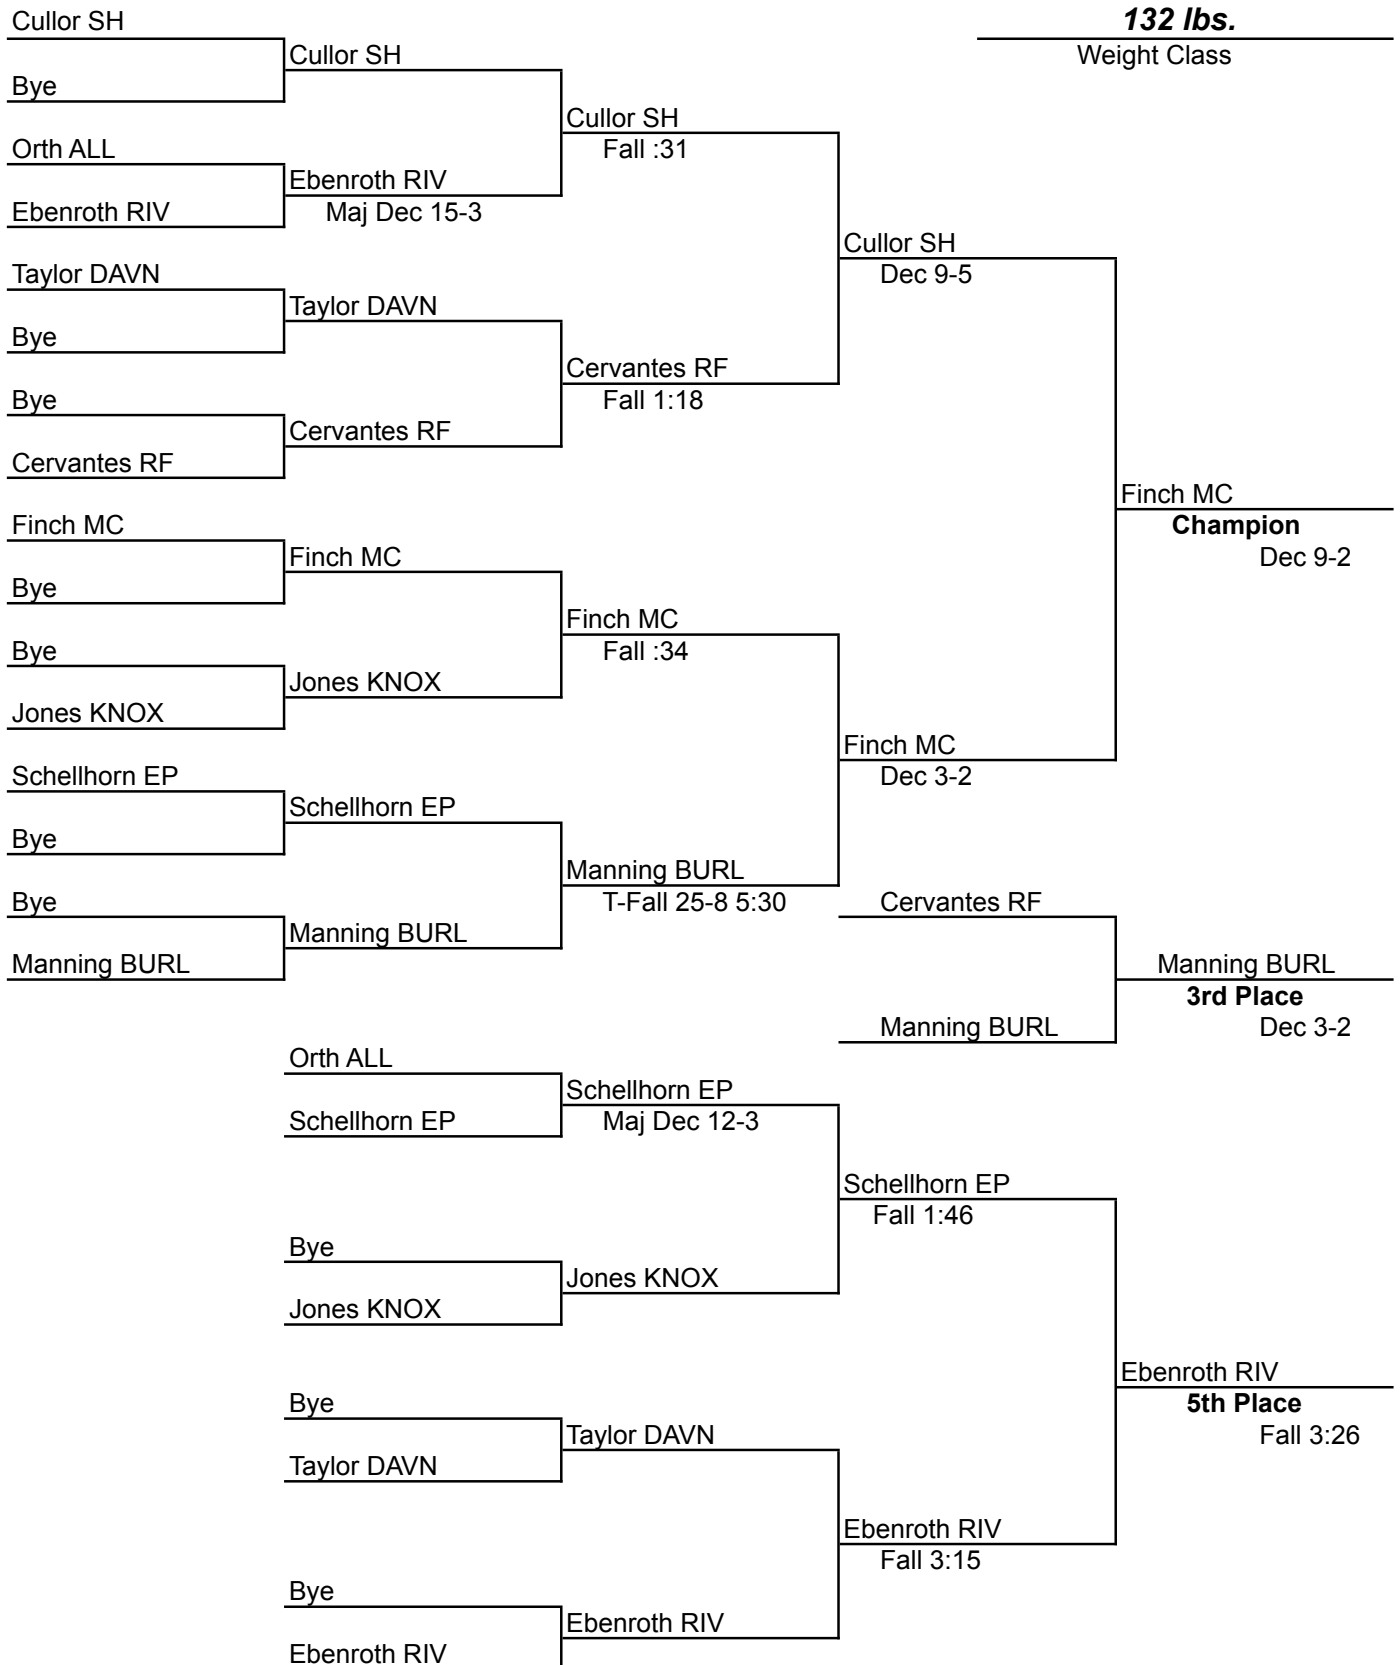 Cullor SH
132 lbs.
Cullor SH
Weight Class
Bye
Cullor SH
Orth ALL
Fall :31
Ebenroth RIV
Ebenroth RIV
Maj Dec 15-3
Cullor SH
Taylor DAVN
Dec 9-5
Taylor DAVN
Bye
Cervantes RF
Bye
Fall 1:18
Cervantes RF
Cervantes RF
Finch MC
Finch MC
Champion
Finch MC
Dec 9-2
Bye
Finch MC
Bye
Fall :34
Jones KNOX
Jones KNOX
Finch MC
Schellhorn EP
Dec 3-2
Schellhorn EP
Bye
Manning BURL
Bye
T-Fall 25-8 5:30
Cervantes RF
Manning BURL
Manning BURL
Manning BURL
3rd Place
Manning BURL
Dec 3-2
Orth ALL
Schellhorn EP
Schellhorn EP
Maj Dec 12-3
Schellhorn EP
Fall 1:46
Bye
Jones KNOX
Jones KNOX
Ebenroth RIV
Bye
5th Place
Taylor DAVN
Fall 3:26
Taylor DAVN
Ebenroth RIV
Fall 3:15
Bye
Ebenroth RIV
Ebenroth RIV